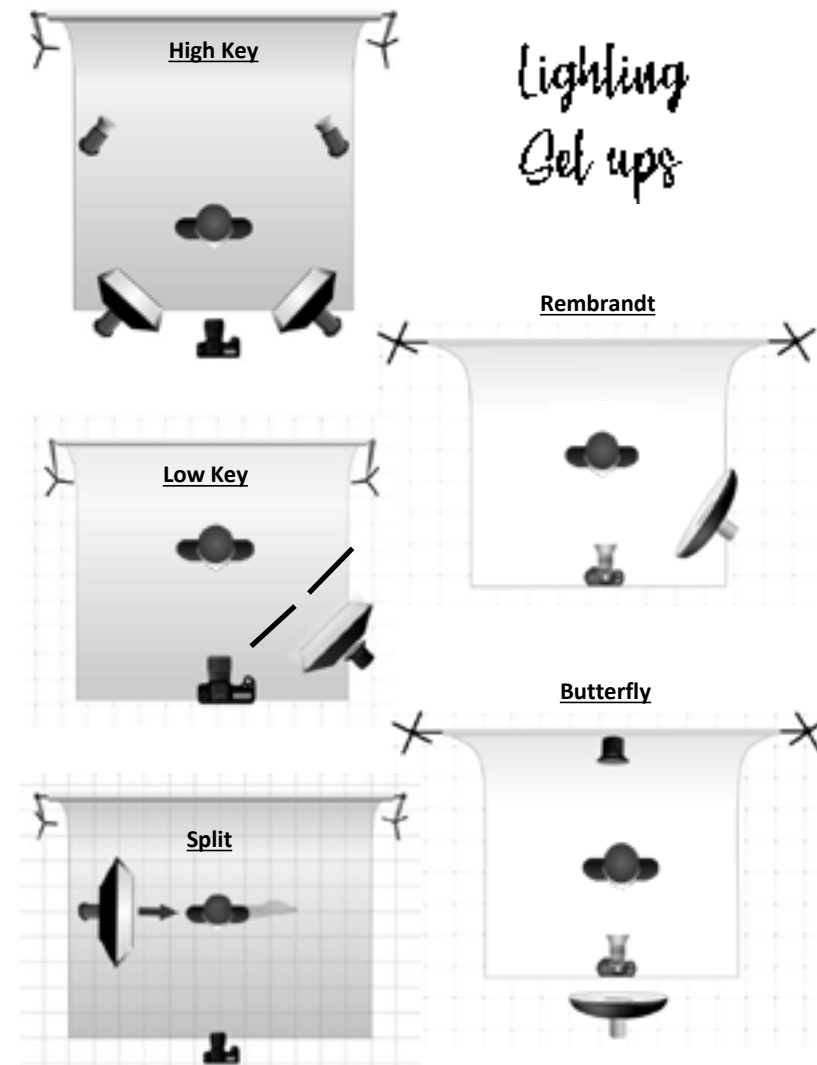 High Key
Lighting
Set ups
Rembrandt
Low Key
Butterfly
Split